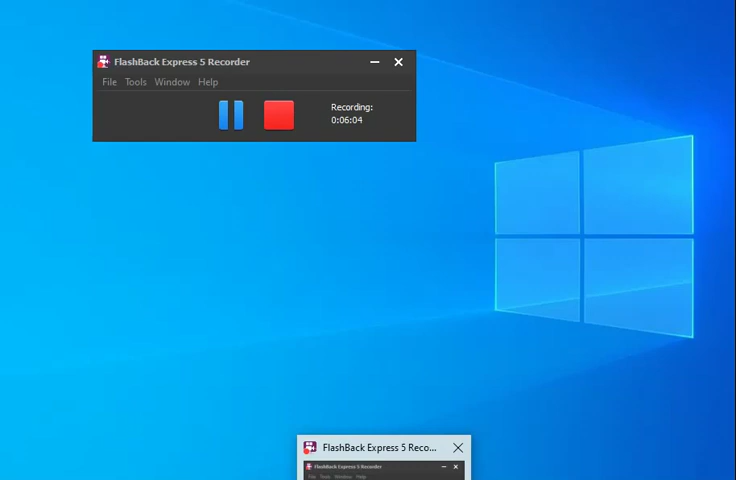 FlashBack Express 5 Recorder
File Tools Window Help
Recording:
0:06:04
FlashBack Express 5 Reco...
FlashBack Express 5 Recorder
File Tools Window Help